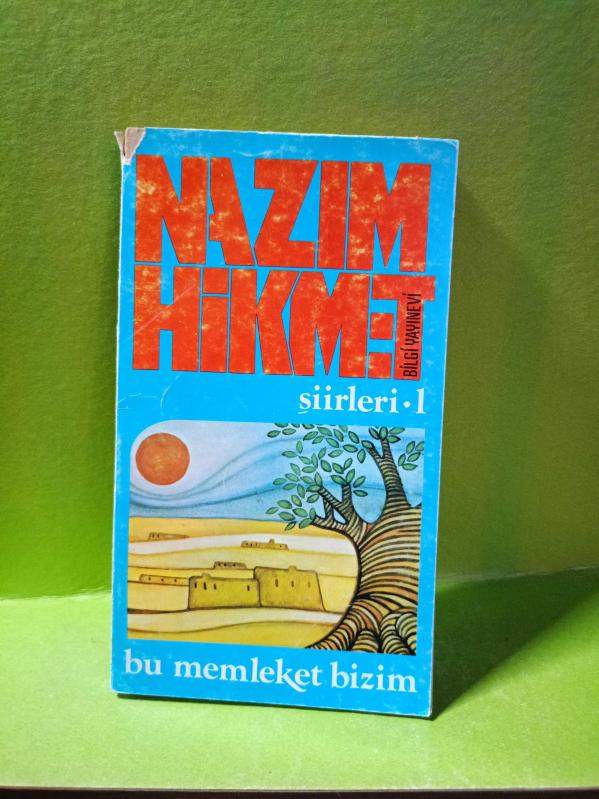 NAZIM
HİKMET
BİLGİ YAYINEVİ
şiirleri • 1
bu memleket bizim